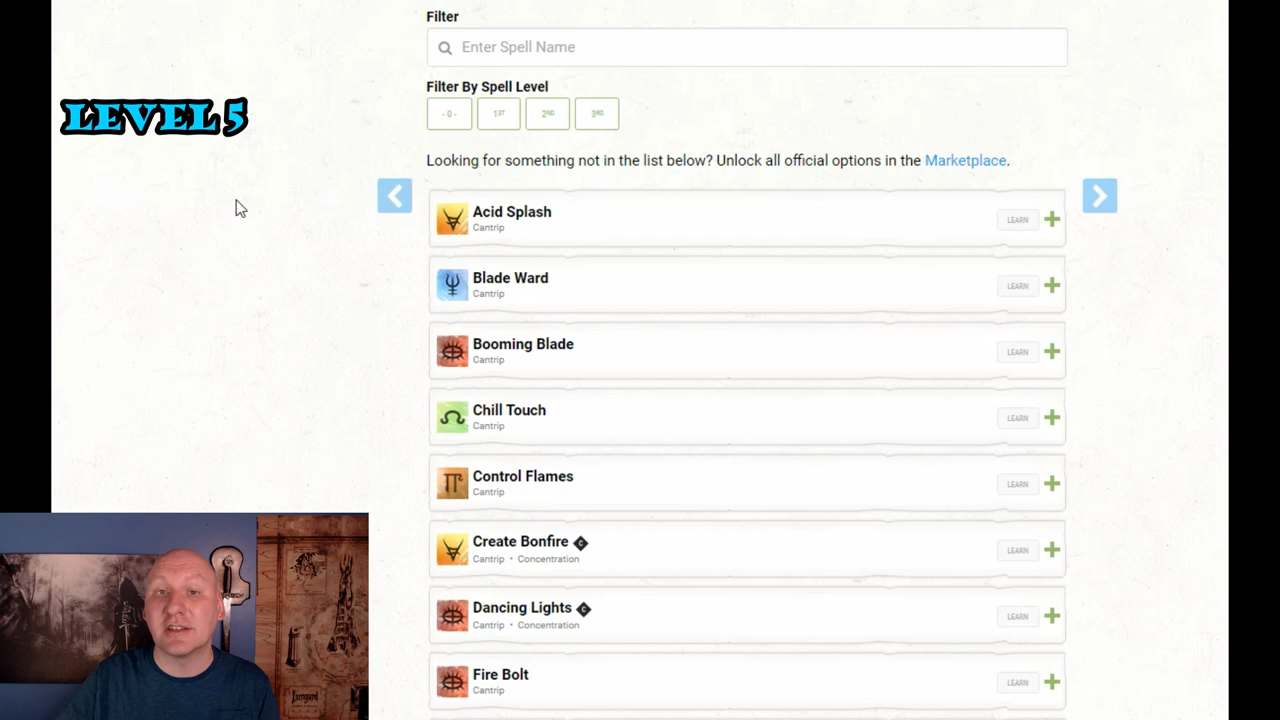 Filter
Enter Spell Name
Filter By Spell Level
- 0 -
1ST
2ND
3RD
LEVEL 5
Looking for something not in the list below? Unlock all official options in the Marketplace.
Acid Splash
Cantrip
LEARN
Blade Ward
Cantrip
LEARN
Booming Blade
Cantrip
LEARN
Chill Touch
Cantrip
LEARN
Control Flames
Cantrip
LEARN
Create Bonfire C
Cantrip • Concentration
LEARN
Dancing Lights C
Cantrip • Concentration
LEARN
Fire Bolt
Cantrip
LEARN
Isengard